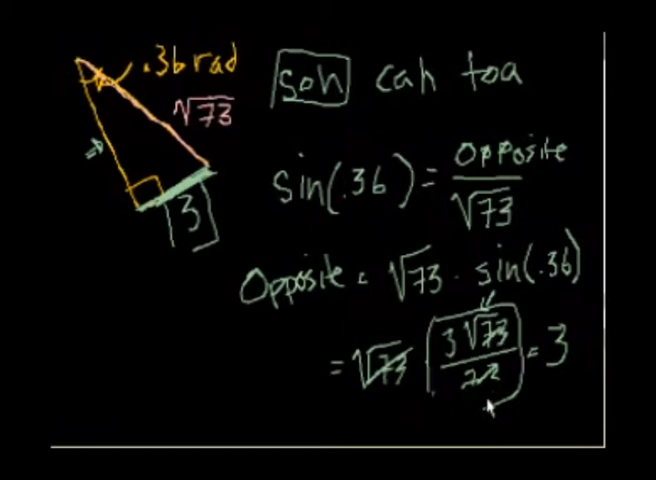 .36 rad
soh cah toa
√73
sin(.36) = Opposite / √73
3
Opposite = √73 · sin(.36)
= √73 (3√73 / 73) = 3